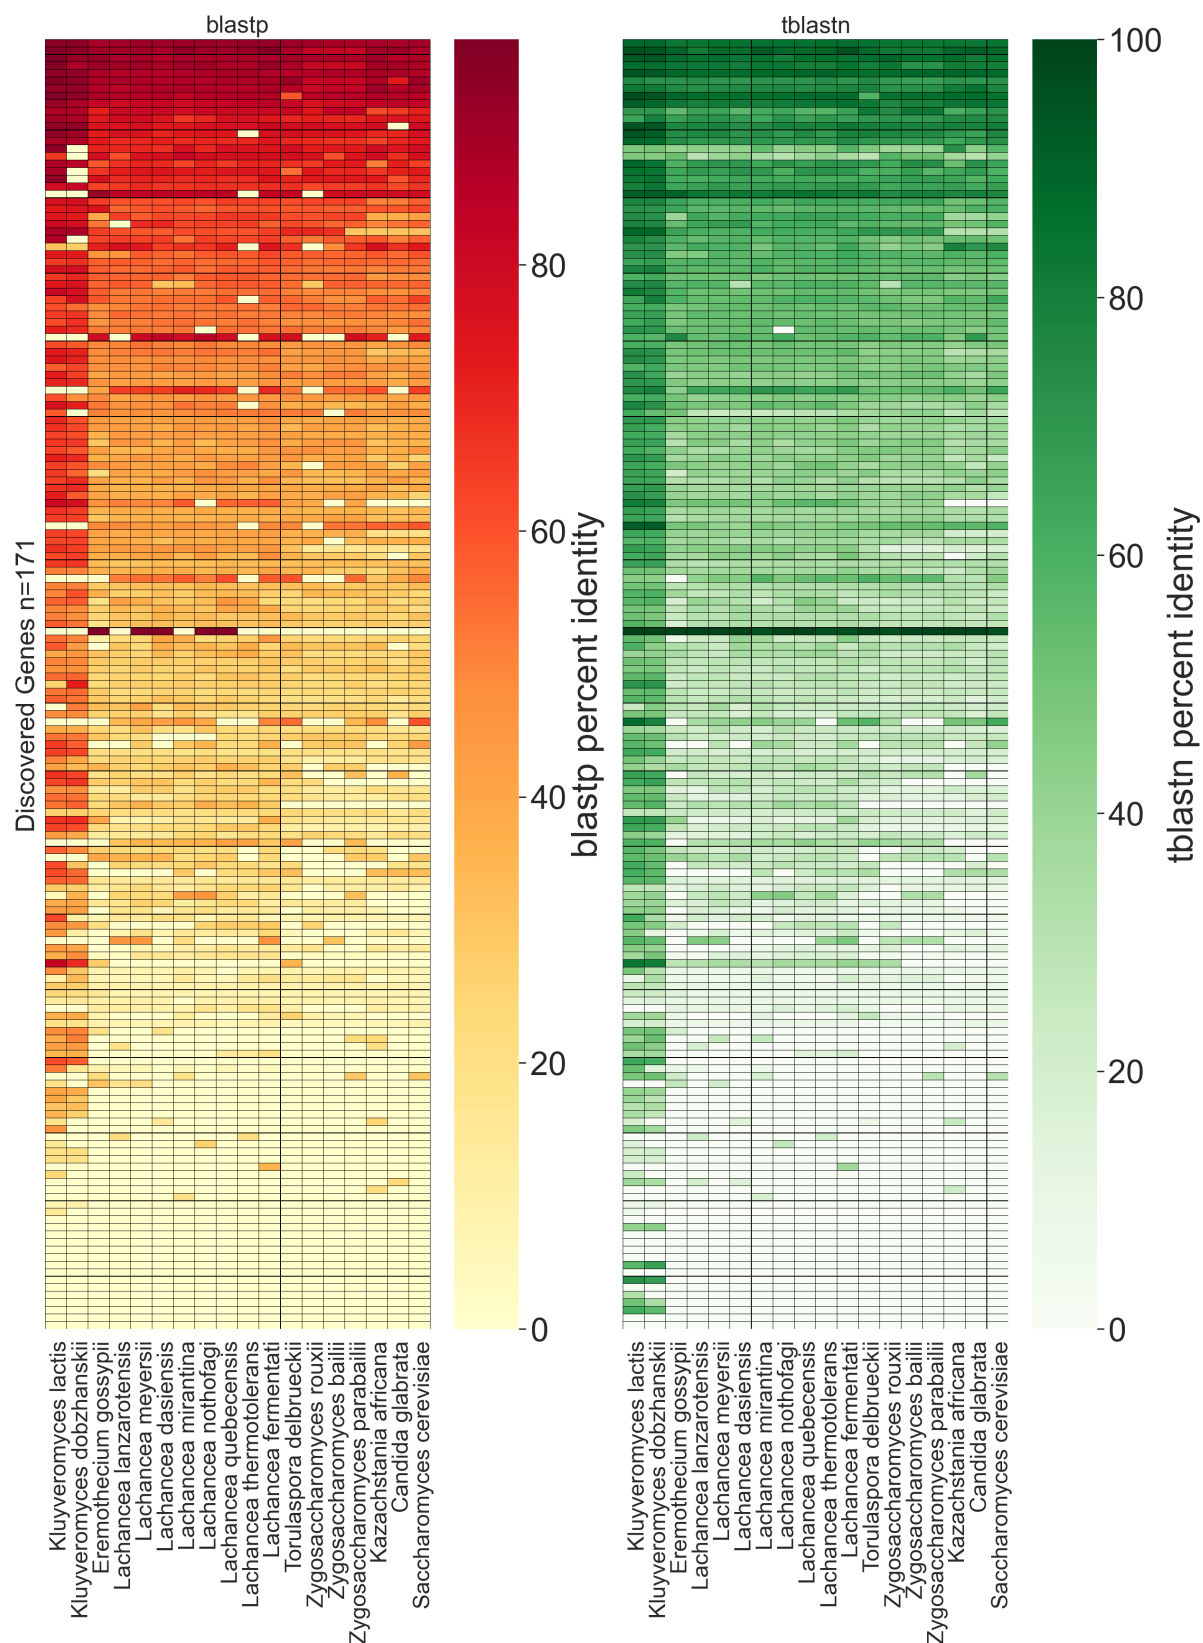 blastp
tblastn
Discovered Genes n=171
80
60
40
20
0
blastp percent identity
100
80
60
40
20
0
tblastn percent identity
Kluyveromyces lactis
Kluyveromyces dobzhanskii
Eremothecium gossypii
Lachancea lanzarotensis
Lachancea meyersii
Lachancea dasiensis
Lachancea mirantina
Lachancea nothofagi
Lachancea quebecensis
Lachancea thermotolerans
Lachancea fermentati
Torulaspora delbrueckii
Zygosaccharomyces rouxii
Zygosaccharomyces bailii
Zygosaccharomyces parabailii
Kazachstania africana
Candida glabrata
Saccharomyces cerevisiae
Kluyveromyces lactis
Kluyveromyces dobzhanskii
Eremothecium gossypii
Lachancea lanzarotensis
Lachancea meyersii
Lachancea dasiensis
Lachancea mirantina
Lachancea nothofagi
Lachancea quebecensis
Lachancea thermotolerans
Lachancea fermentati
Torulaspora delbrueckii
Zygosaccharomyces rouxii
Zygosaccharomyces bailii
Zygosaccharomyces parabailii
Kazachstania africana
Candida glabrata
Saccharomyces cerevisiae